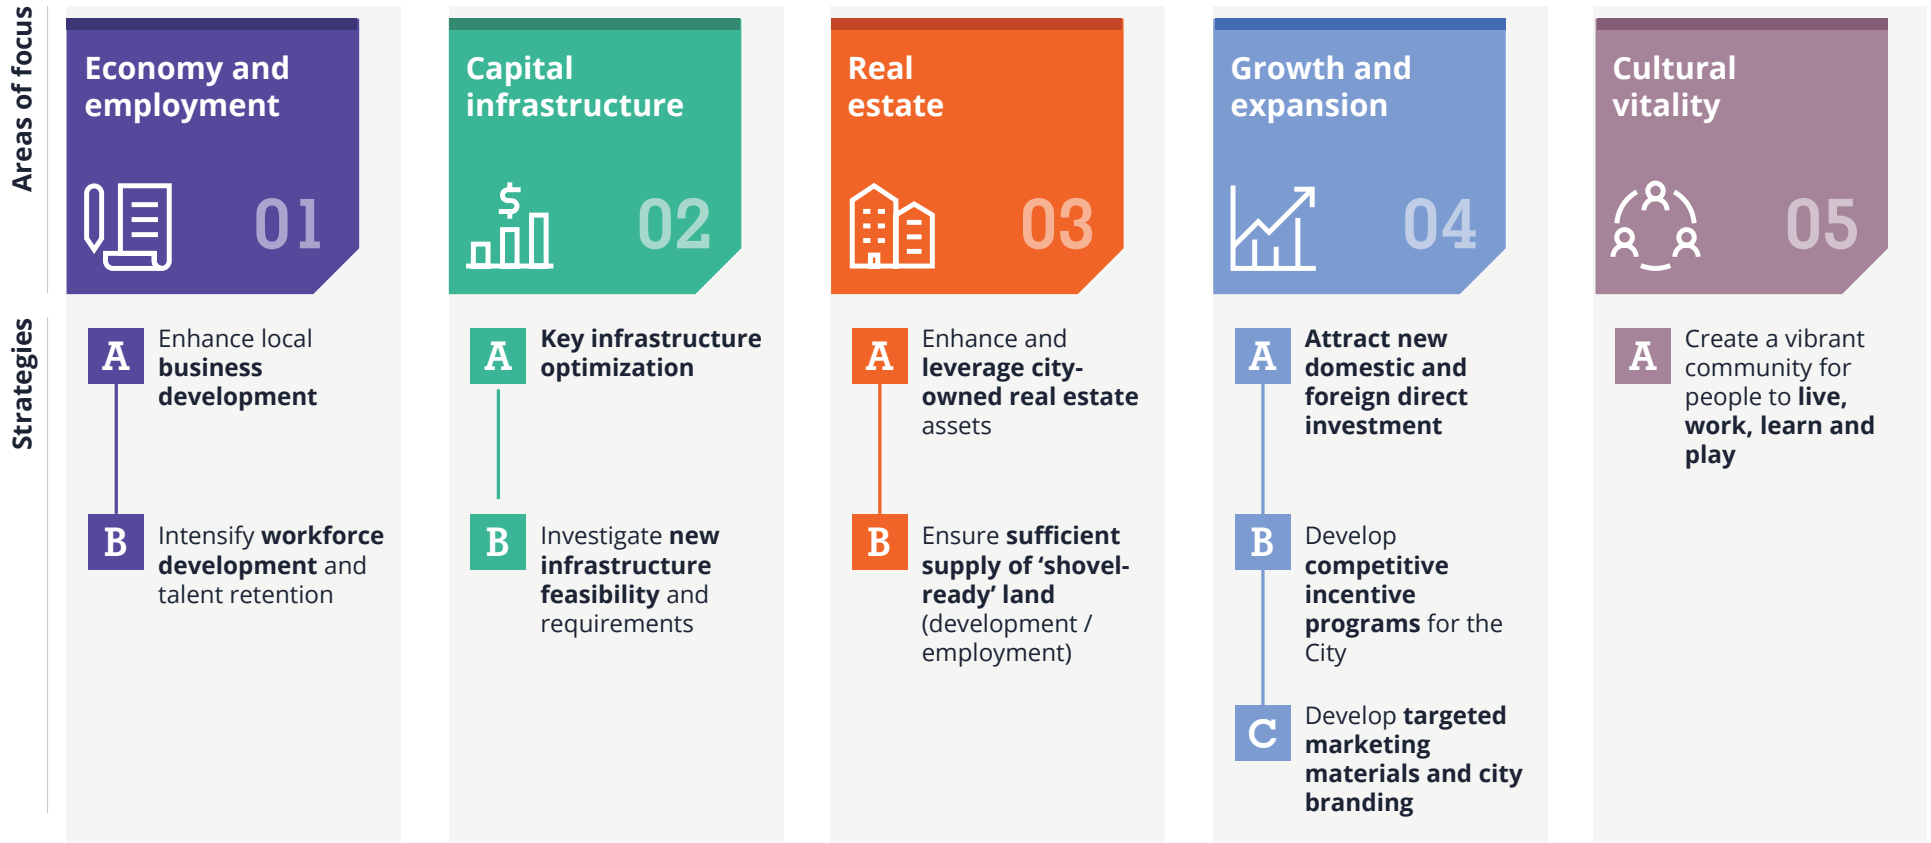 Areas of focus
Economy and
employment
01
Capital
infrastructure
$
02
Real
estate
03
Growth and
expansion
04
Cultural
vitality
05
Strategies
A
Enhance local
business
development
B
Intensify workforce
development and
talent retention
A
Key infrastructure
optimization
B
Investigate new
infrastructure
feasibility and
requirements
A
Enhance and
leverage city-
owned real estate
assets
B
Ensure sufficient
supply of ‘shovel-
ready’ land
(development /
employment)
A
Attract new
domestic and
foreign direct
investment
B
Develop
competitive
incentive
programs for the
City
C
Develop targeted
marketing
materials and city
branding
A
Create a vibrant
community for
people to live,
work, learn and
play